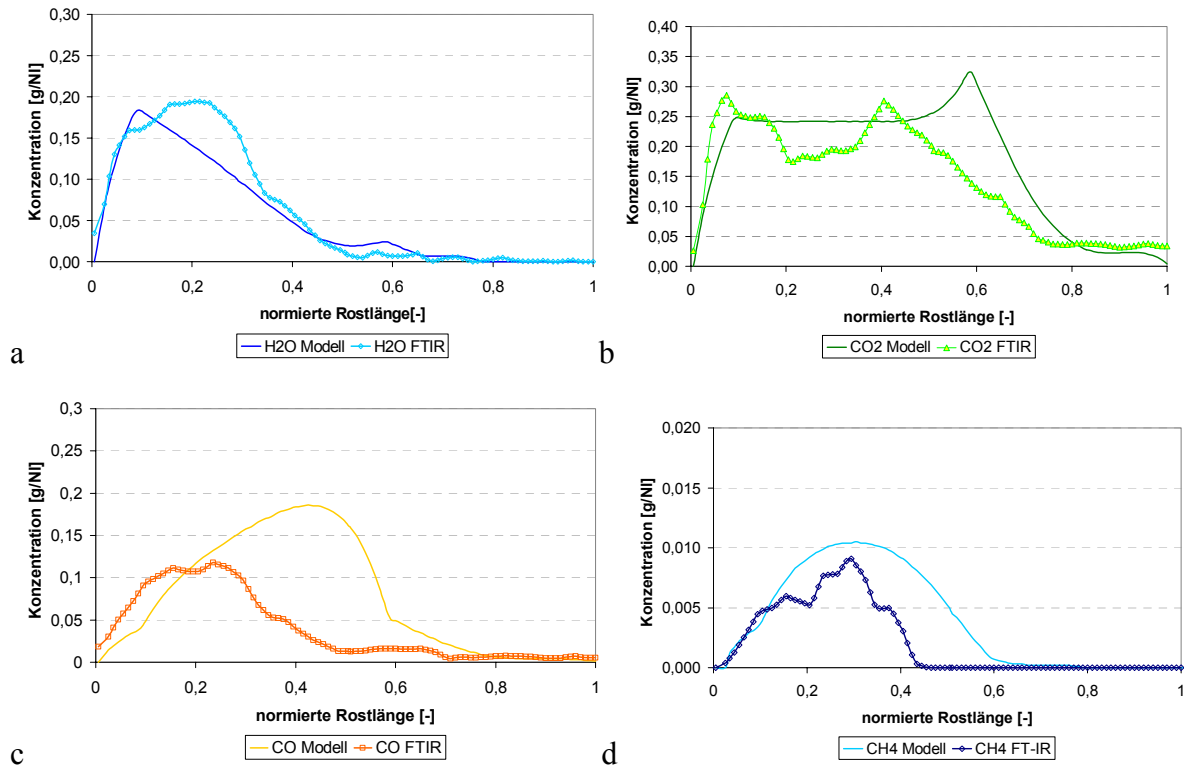 0,30
0,25
0,20
0,15
0,10
0,05
0,00
Konzentration [g/Nl]
0 0,2 0,4 0,6 0,8 1
normierte Rostlänge[-]
H2O Modell H2O FTIR
a
0,40
0,35
0,30
0,25
0,20
0,15
0,10
0,05
0,00
Konzentration [g/Nl]
0 0,2 0,4 0,6 0,8 1
normierte Rostlänge [-]
CO2 Modell CO2 FTIR
b
0,3
0,25
0,2
0,15
0,1
0,05
0
Konzentration [g/Nl]
0 0,2 0,4 0,6 0,8 1
normierte Rostlänge [-]
CO Modell CO FTIR
c
0,020
0,015
0,010
0,005
0,000
Konzentration [g/Nl]
0 0,2 0,4 0,6 0,8 1
normierte Rostlänge [-]
CH4 Modell CH4 FT-IR
d